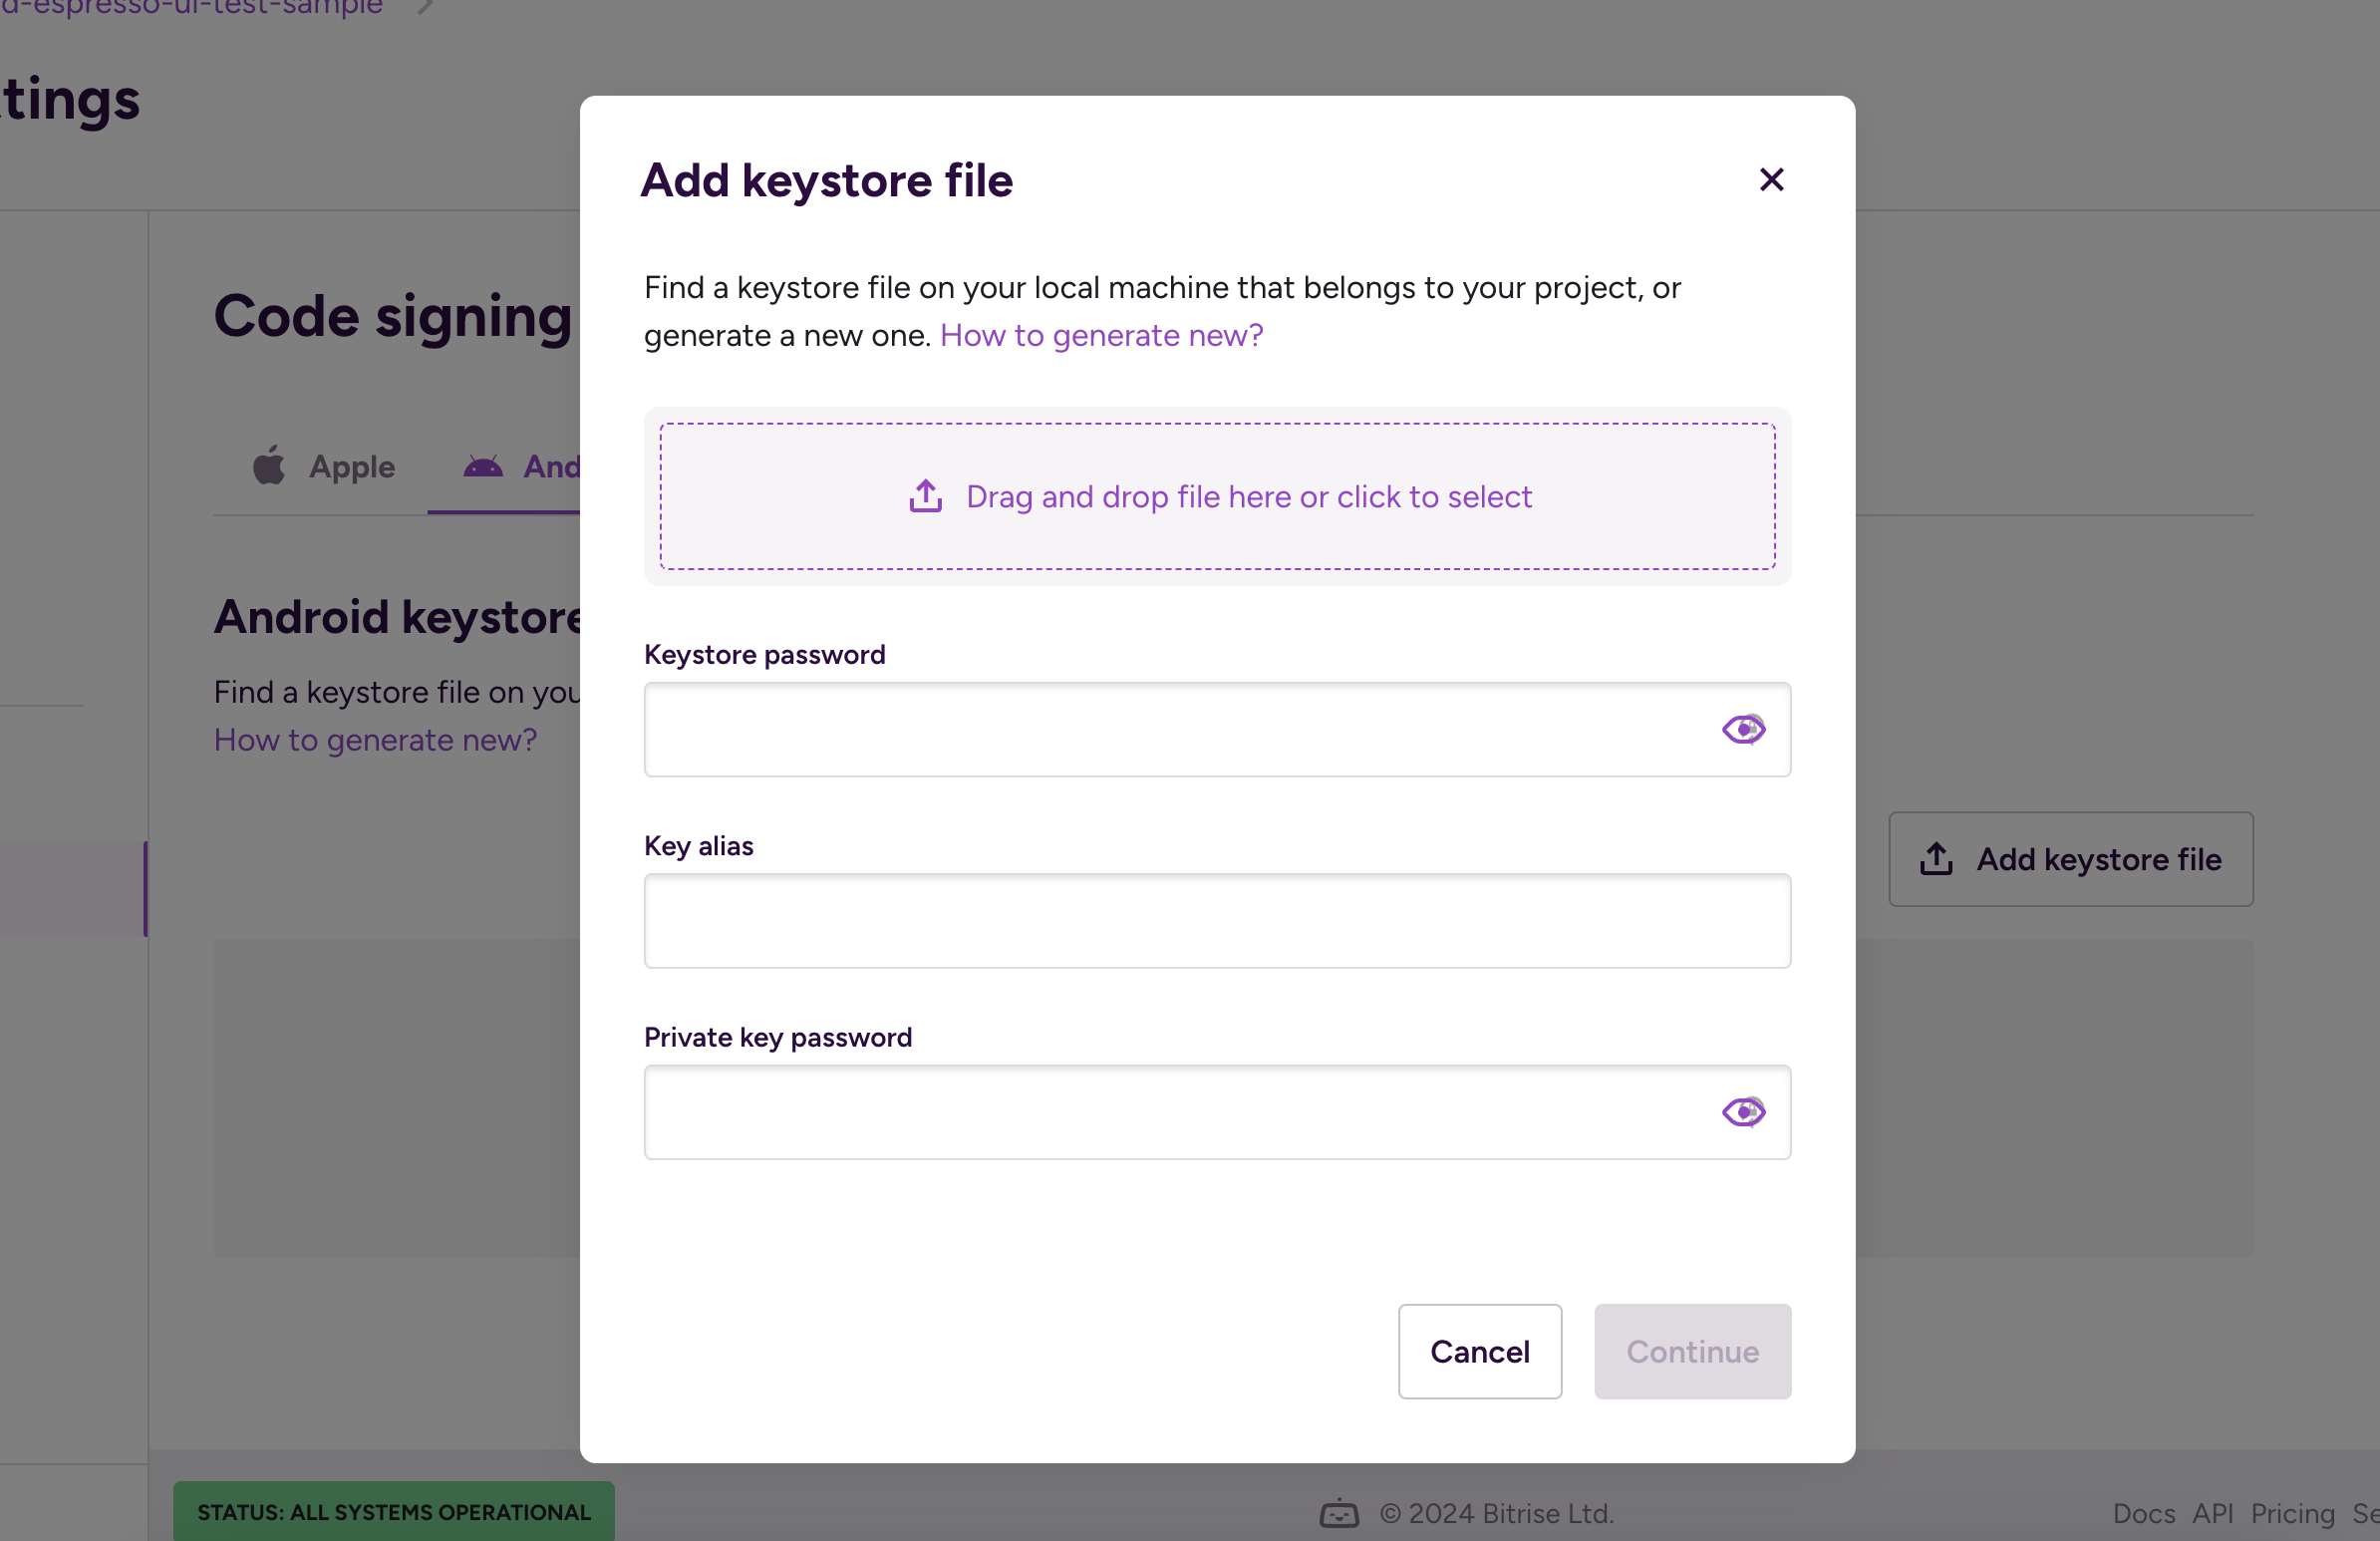 d-espresso-ui-test-sample
tings
Code signing
Apple
And
Android keystore
Find a keystore file on you
How to generate new?
Add keystore file
Add keystore file
Find a keystore file on your local machine that belongs to your project, or
generate a new one. How to generate new?
Drag and drop file here or click to select
Keystore password
Key alias
Private key password
Cancel
Continue
STATUS: ALL SYSTEMS OPERATIONAL
© 2024 Bitrise Ltd.
Docs API Pricing Se